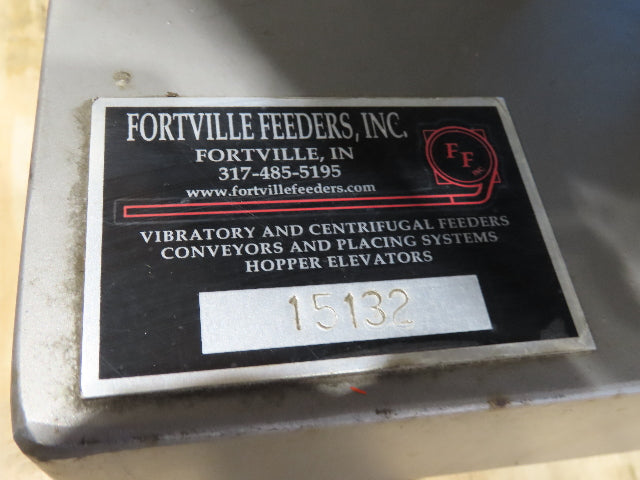 FORTVILLE FEEDERS, INC.
FORTVILLE, IN
317-485-5195
www.fortvillefeeders.com
FF INC
VIBRATORY AND CENTRIFUGAL FEEDERS
CONVEYORS AND PLACING SYSTEMS
HOPPER ELEVATORS
15132